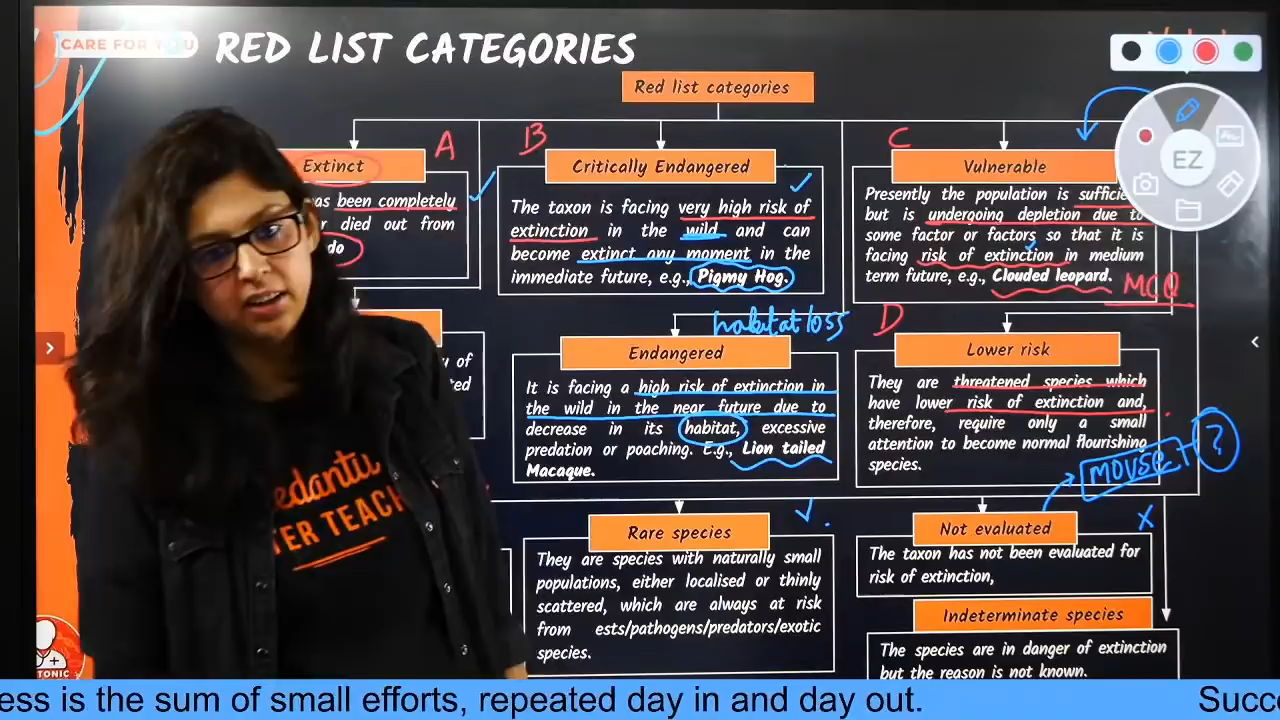 CARE FOR YOU
RED LIST CATEGORIES
Red list categories
A
Extinct
been completely
died out from
do
B
Critically Endangered
The taxon is facing very high risk of
extinction in the wild and can
become extinct any moment in the
immediate future, e.g., Pigmy Hog.
C
Vulnerable
Presently the population is
but is undergoing depletion due to
some factor or factors so that it is
facing risk of extinction in medium
term future, e.g., Clouded leopard.
MCQ
EZ
habitat loss
of
Endangered
It is facing a high risk of extinction in
the wild in the near future due to
decrease in its habitat, excessive
predation or poaching. E.g., Lion tailed
Macaque.
D
Lower risk
They are threatened species which
have lower risk of extinction and,
therefore, require only a small
attention to become normal flourishing
species.
mouse ?
Rare species
They are species with naturally small
populations, either localised or thinly
scattered, which are always at risk
from ests/pathogens/predators/exotic
species.
Not evaluated
The taxon has not been evaluated for
risk of extinction,
Indeterminate species
The species are in danger of extinction
but the reason is not known.
TONIC
ess is the sum of small efforts, repeated day in and day out. Succ